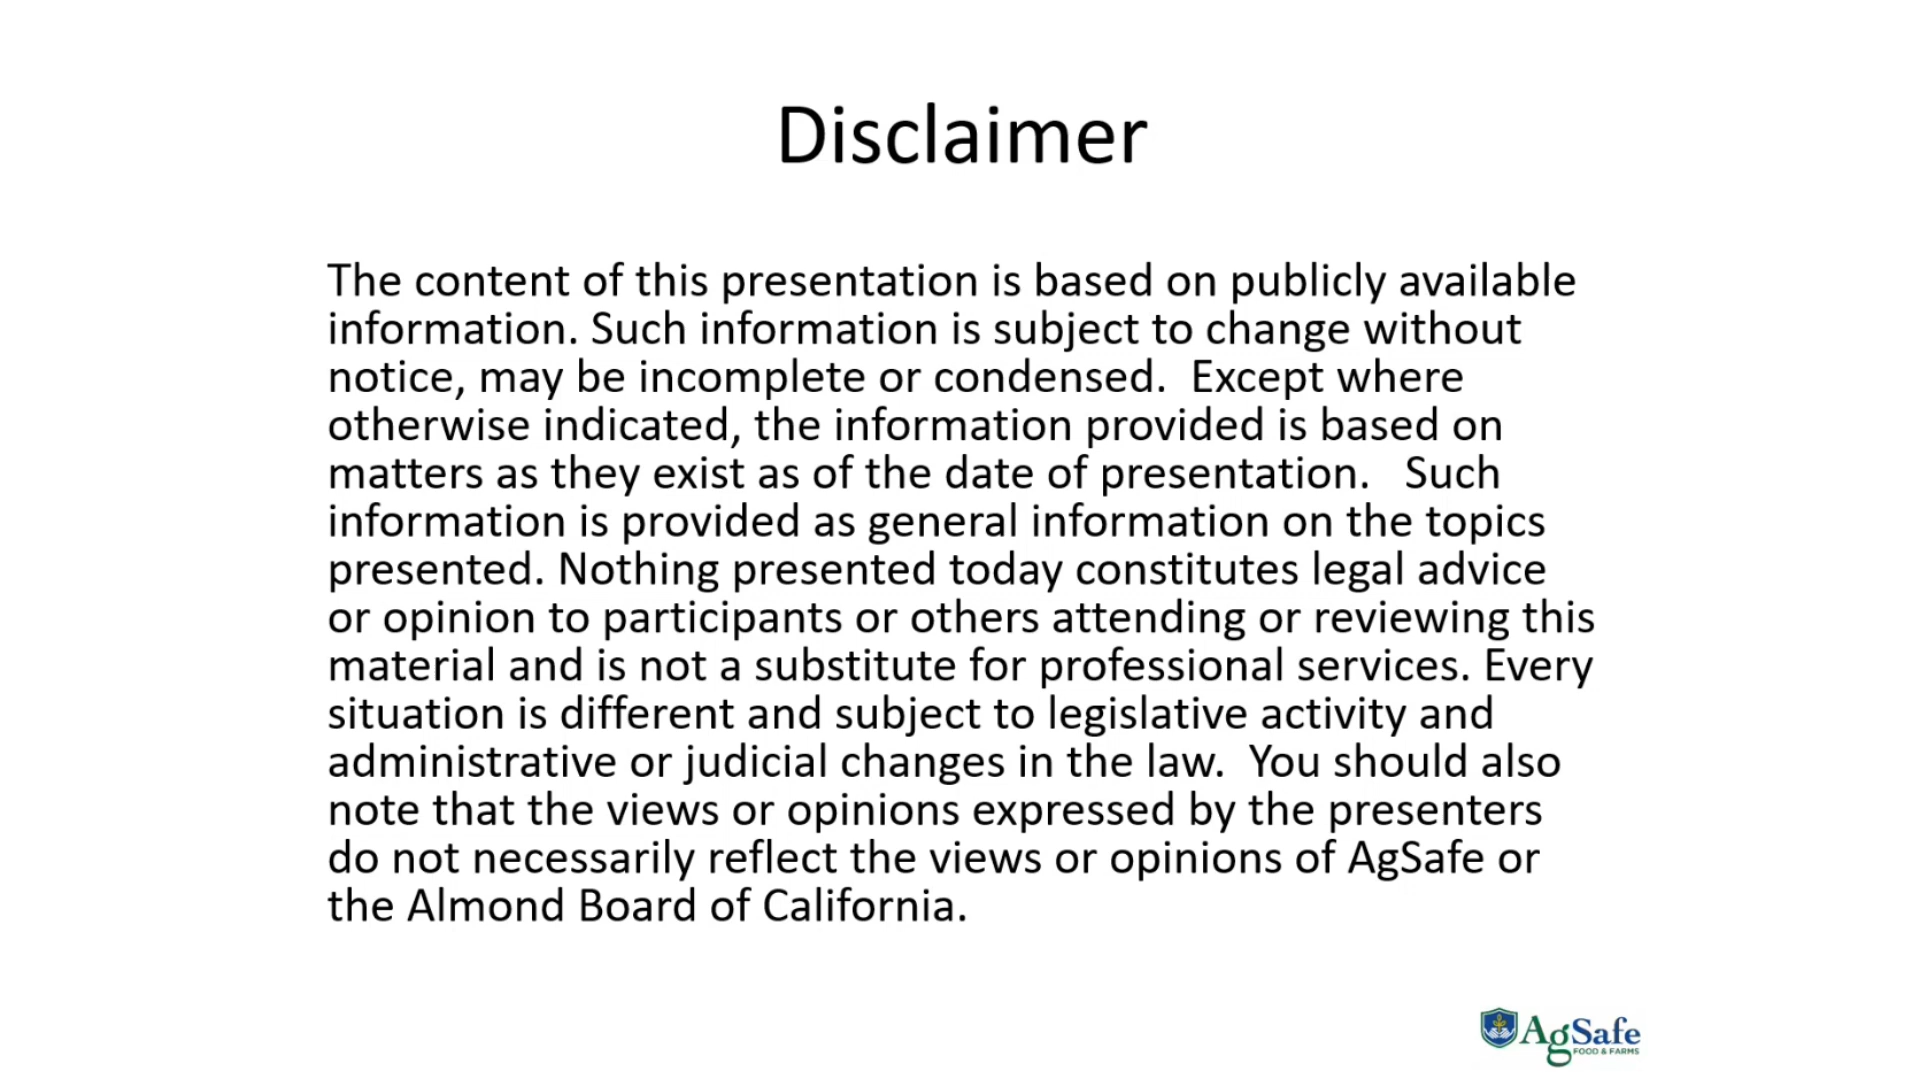 Disclaimer
The content of this presentation is based on publicly available
information. Such information is subject to change without
notice, may be incomplete or condensed.  Except where
otherwise indicated, the information provided is based on
matters as they exist as of the date of presentation.   Such
information is provided as general information on the topics
presented. Nothing presented today constitutes legal advice
or opinion to participants or others attending or reviewing this
material and is not a substitute for professional services. Every
situation is different and subject to legislative activity and
administrative or judicial changes in the law.  You should also
note that the views or opinions expressed by the presenters
do not necessarily reflect the views or opinions of AgSafe or
the Almond Board of California.
AgSafe
FOOD & FARMS